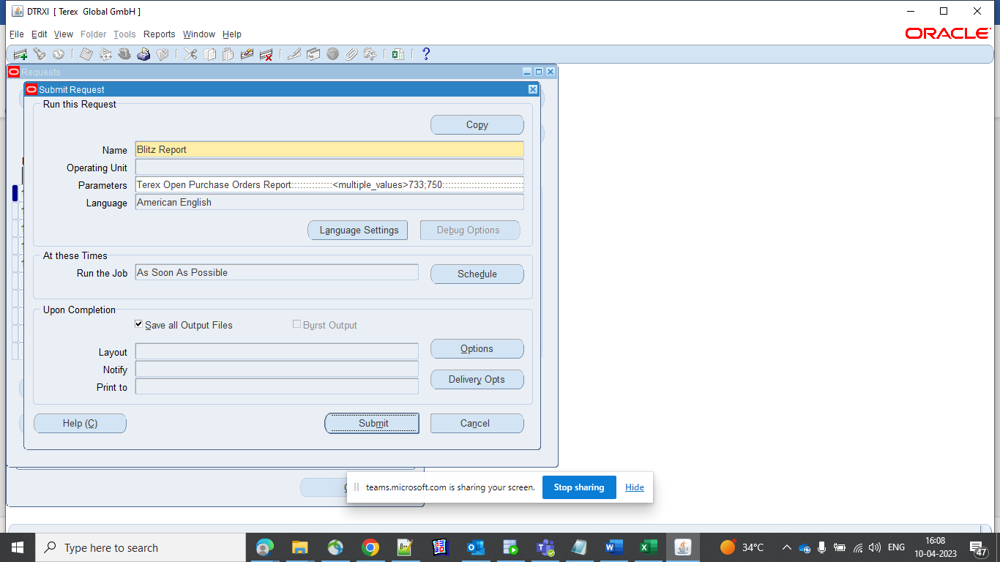 DTRXI [ Terex Global GmbH ]
File Edit View Folder Tools Reports Window Help
ORACLE
Requests
Submit Request
Run this Request
Copy
Name Blitz Report
Operating Unit
Parameters Terex Open Purchase Orders Report:::::::::::::<multiple_values>733;750:::::::::::::::::::::::::
Language American English
Language Settings Debug Options
At these Times
Run the Job As Soon As Possible Schedule
Upon Completion
Save all Output Files Burst Output
Layout Options
Notify
Print to Delivery Opts
Help (C) Submit Cancel
teams.microsoft.com is sharing your screen. Stop sharing Hide
Type here to search
34°C
ENG
16:08
10-04-2023
47